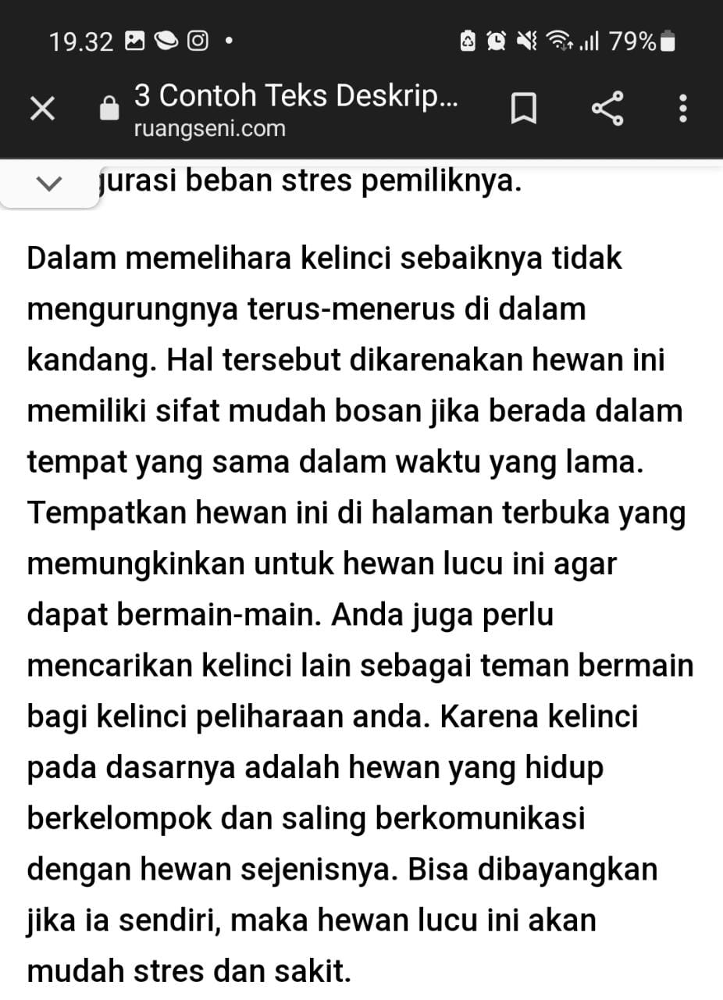 19.32
79%
3 Contoh Teks Deskrip...
ruangseni.com
beban stres pemiliknya.
Dalam memelihara kelinci sebaiknya tidak
mengurungnya terus-menerus di dalam
kandang. Hal tersebut dikarenakan hewan ini
memiliki sifat mudah bosan jika berada dalam
tempat yang sama dalam waktu yang lama.
Tempatkan hewan ini di halaman terbuka yang
memungkinkan untuk hewan lucu ini agar
dapat bermain-main. Anda juga perlu
mencarikan kelinci lain sebagai teman bermain
bagi kelinci peliharaan anda. Karena kelinci
pada dasarnya adalah hewan yang hidup
berkelompok dan saling berkomunikasi
dengan hewan sejenisnya. Bisa dibayangkan
jika ia sendiri, maka hewan lucu ini akan
mudah stres dan sakit.